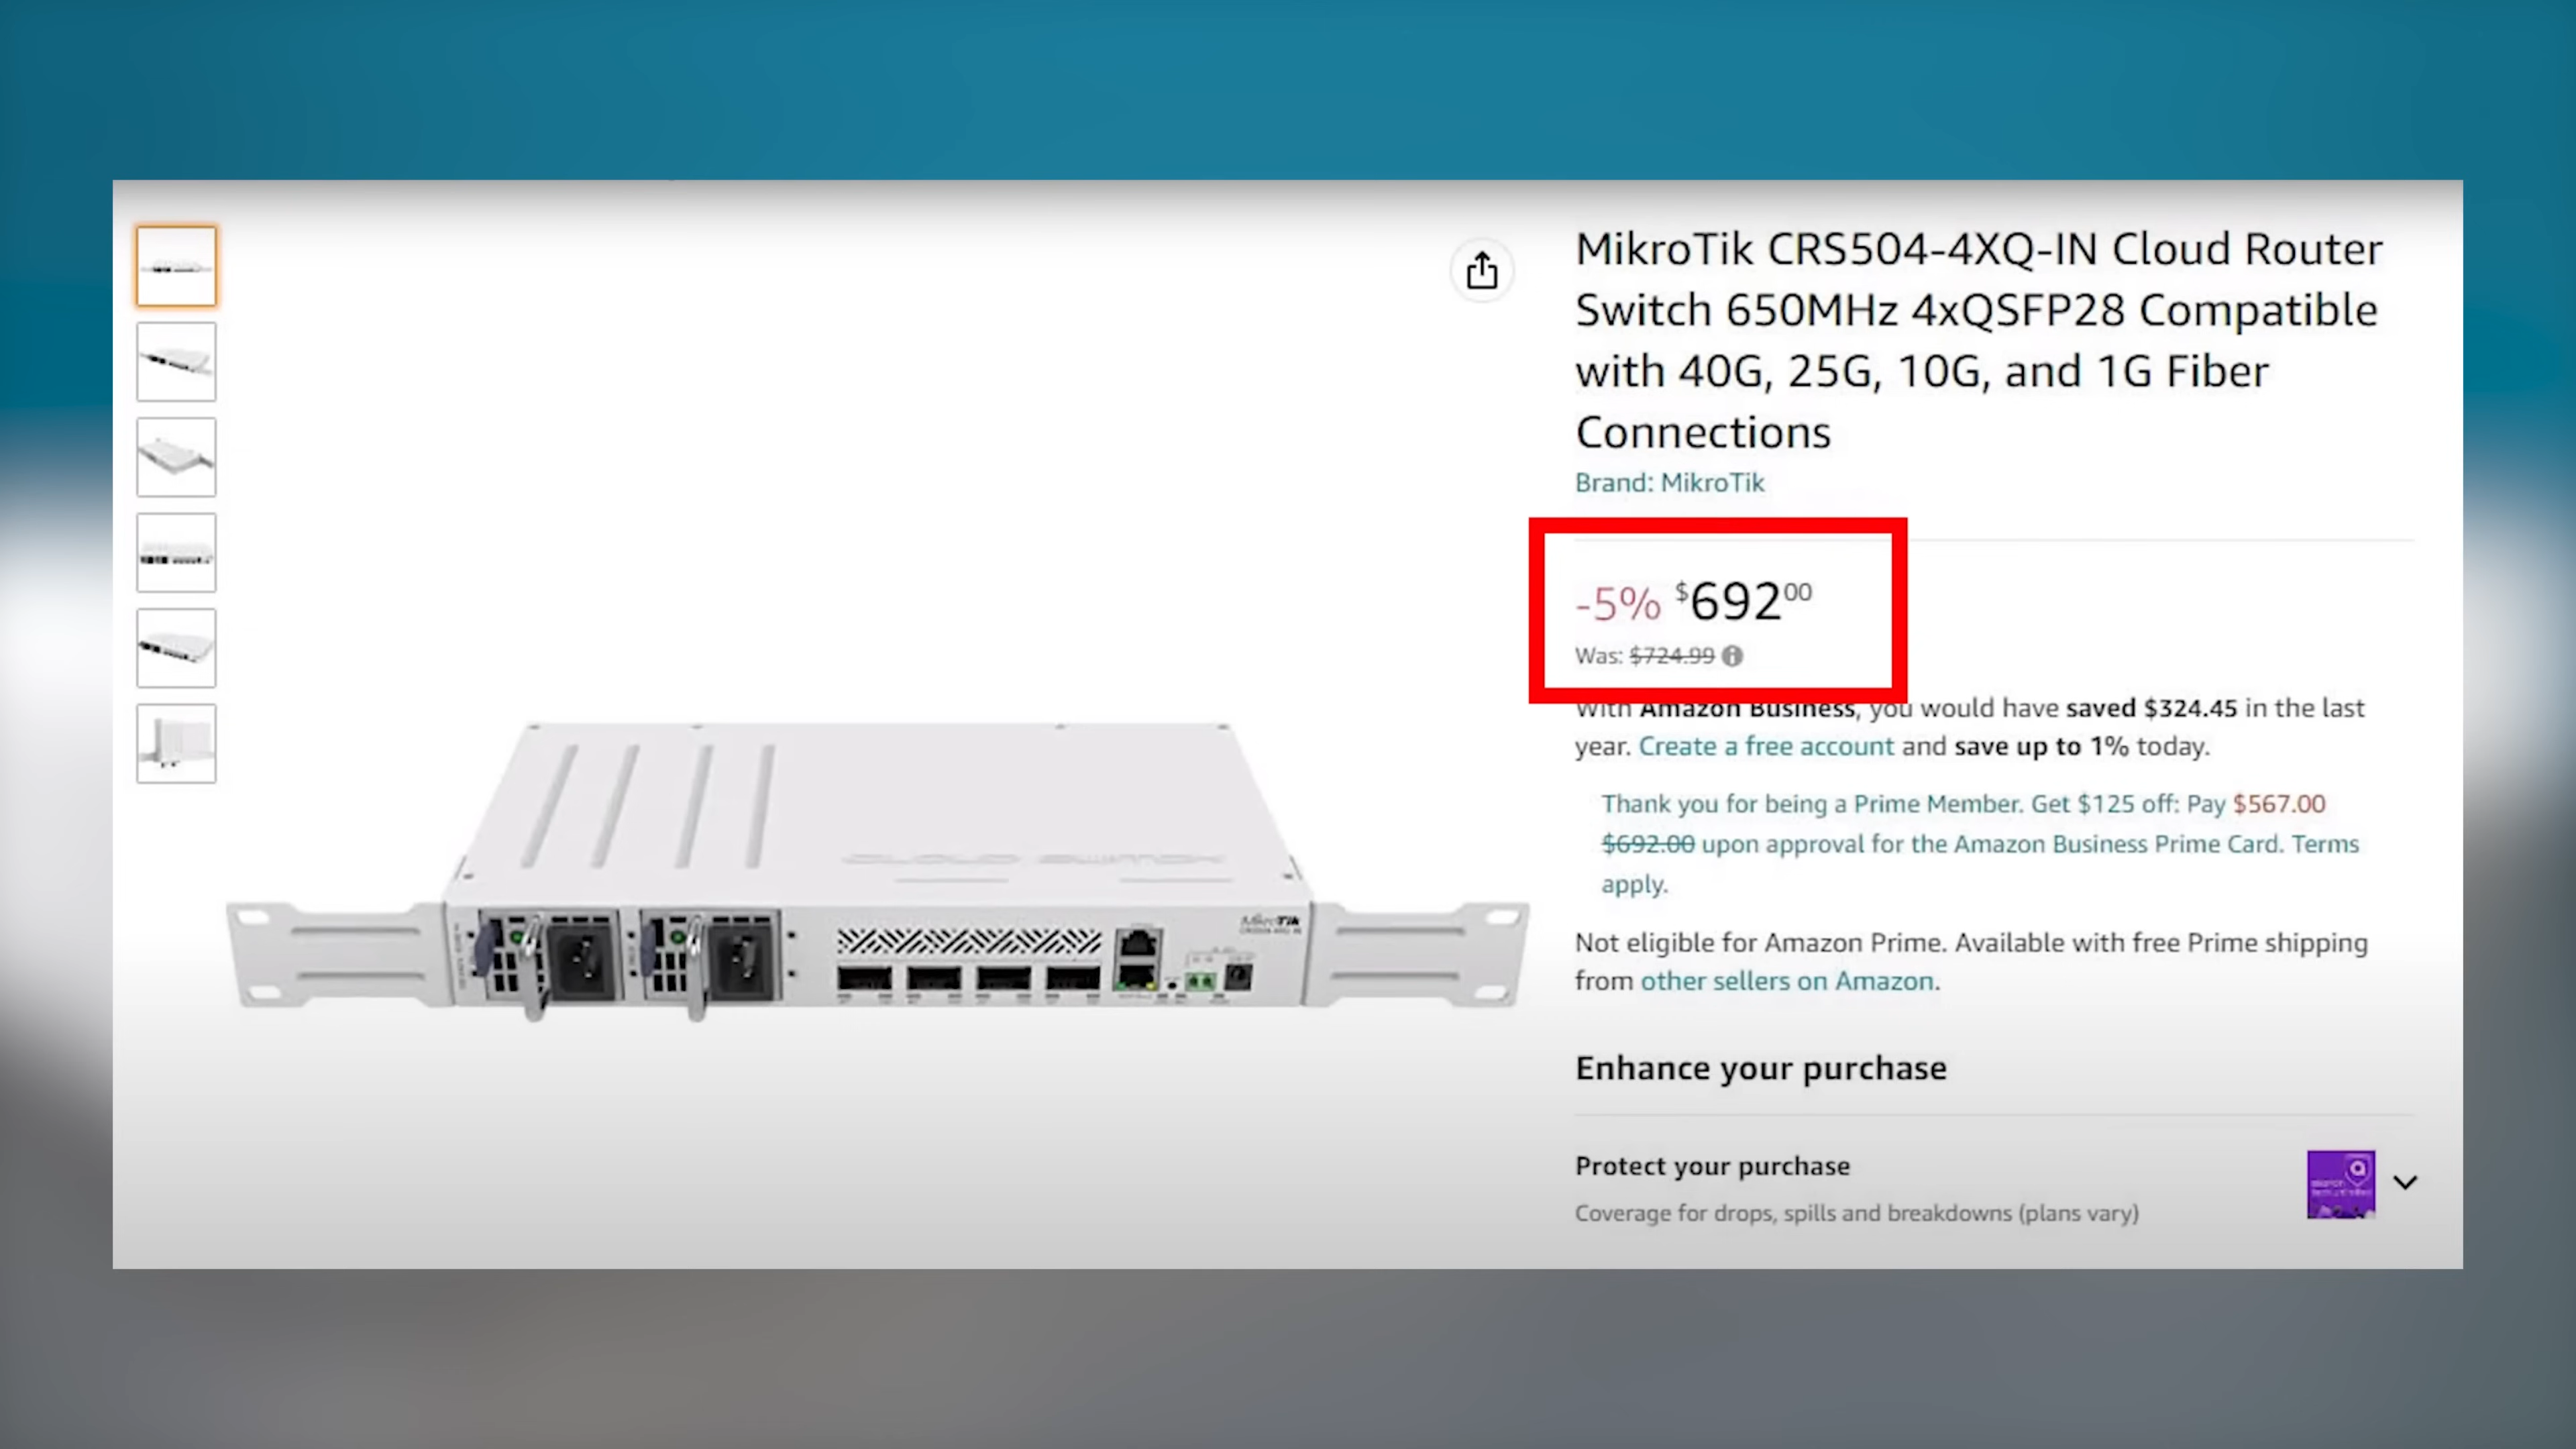 MikroTik CRS504-4XQ-IN Cloud Router
Switch 650MHz 4xQSFP28 Compatible
with 40G, 25G, 10G, and 1G Fiber
Connections
Brand: MikroTik
-5% $69200
Was: $724.99
With Amazon Business, you would have saved $324.45 in the last
year. Create a free account and save up to 1% today.
Thank you for being a Prime Member. Get $125 off: Pay $567.00
$692.00 upon approval for the Amazon Business Prime Card. Terms
apply.
Not eligible for Amazon Prime. Available with free Prime shipping
from other sellers on Amazon.
Enhance your purchase
Protect your purchase
Coverage for drops, spills and breakdowns (plans vary)
CLOUD SWITCH
MikroTik